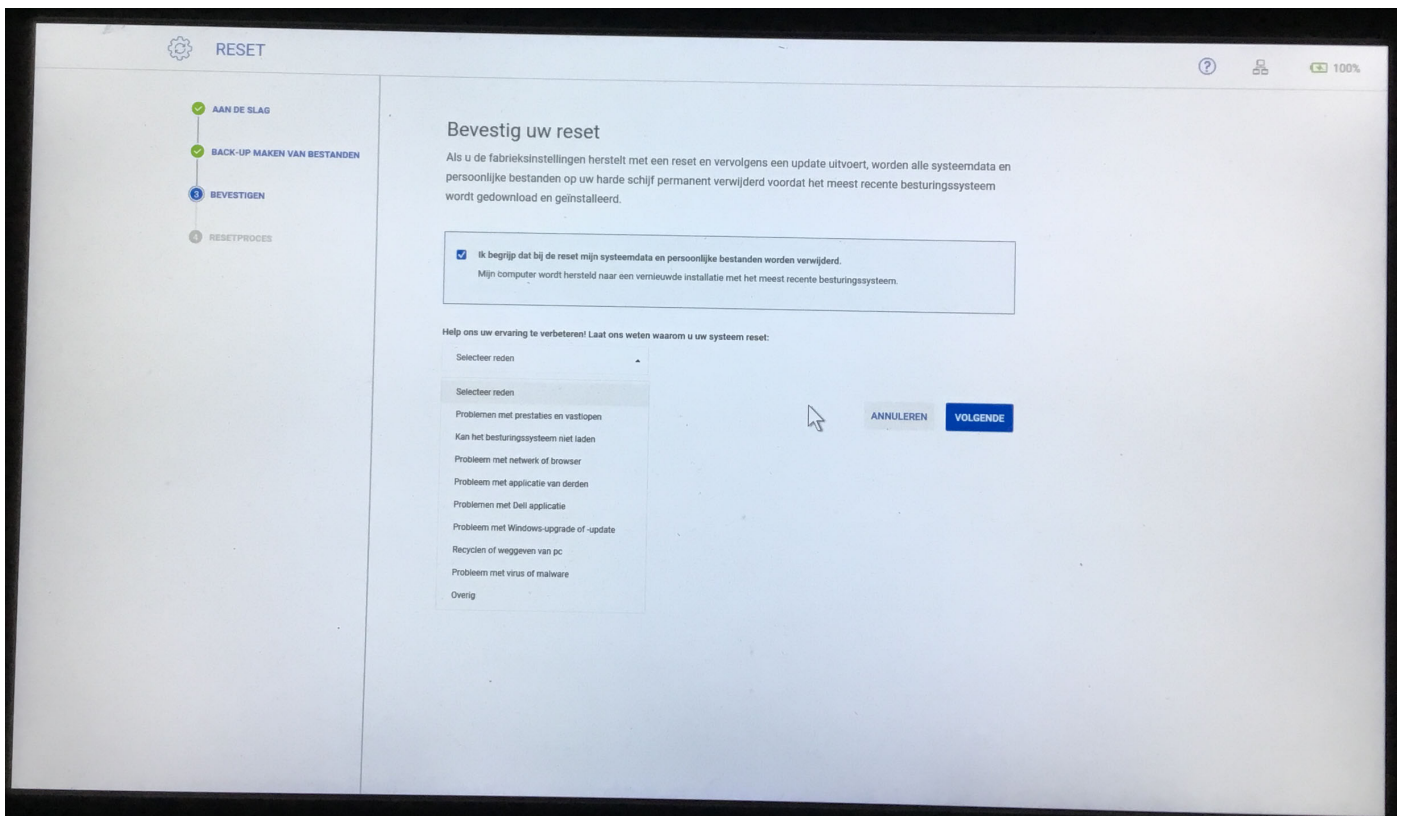 RESET
100%
AAN DE SLAG
BACK-UP MAKEN VAN BESTANDEN
3 BEVESTIGEN
4 RESETPROCES
Bevestig uw reset
Als u de fabrieksinstellingen herstelt met een reset en vervolgens een update uitvoert, worden alle systeemdata en
persoonlijke bestanden op uw harde schijf permanent verwijderd voordat het meest recente besturingssysteem
wordt gedownload en geïnstalleerd.
Ik begrijp dat bij de reset mijn systeemdata en persoonlijke bestanden worden verwijderd.
Mijn computer wordt hersteld naar een vernieuwde installatie met het meest recente besturingssysteem.
Help ons uw ervaring te verbeteren! Laat ons weten waarom u uw systeem reset:
Selecteer reden
Selecteer reden
Problemen met prestaties en vastlopen
Kan het besturingssysteem niet laden
Probleem met netwerk of browser
Probleem met applicatie van derden
Problemen met Dell applicatie
Probleem met Windows-upgrade of -update
Recyclen of weggeven van pc
Probleem met virus of malware
Overig
ANNULEREN
VOLGENDE